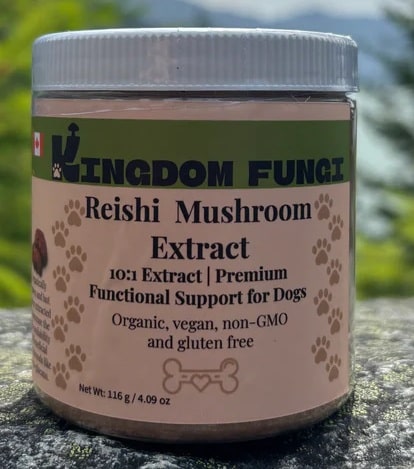 KINGDOM FUNGI
Reishi Mushroom
Extract
10:1 Extract | Premium
Functional Support for Dogs
Organic, vegan, non-GMO
and gluten free
Net Wt: 116 g / 4.09 oz